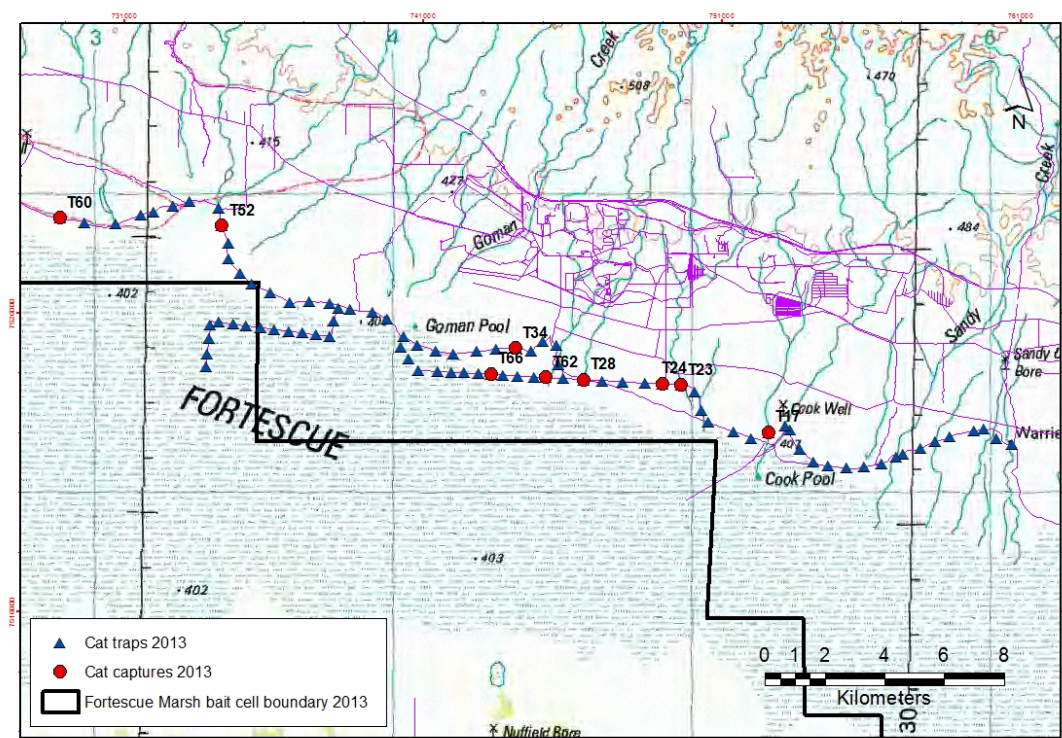 731000 741000 751000 761000
3 4 5 6
Creek
508
470
N
415
Creek
427
T60
T52
Goman
484
402
752000
Goman Pool
T34
Sandy
T66
T62
T28
T24
T23
Sandy
Bore
FORTESCUE
Cook Well
T17
407
Warrie
Cook Pool
403
402
Cat traps 2013
Cat captures 2013
Fortescue Marsh bait cell boundary 2013
0 1 2 4 6 8
Kilometers
Nuffield Bore